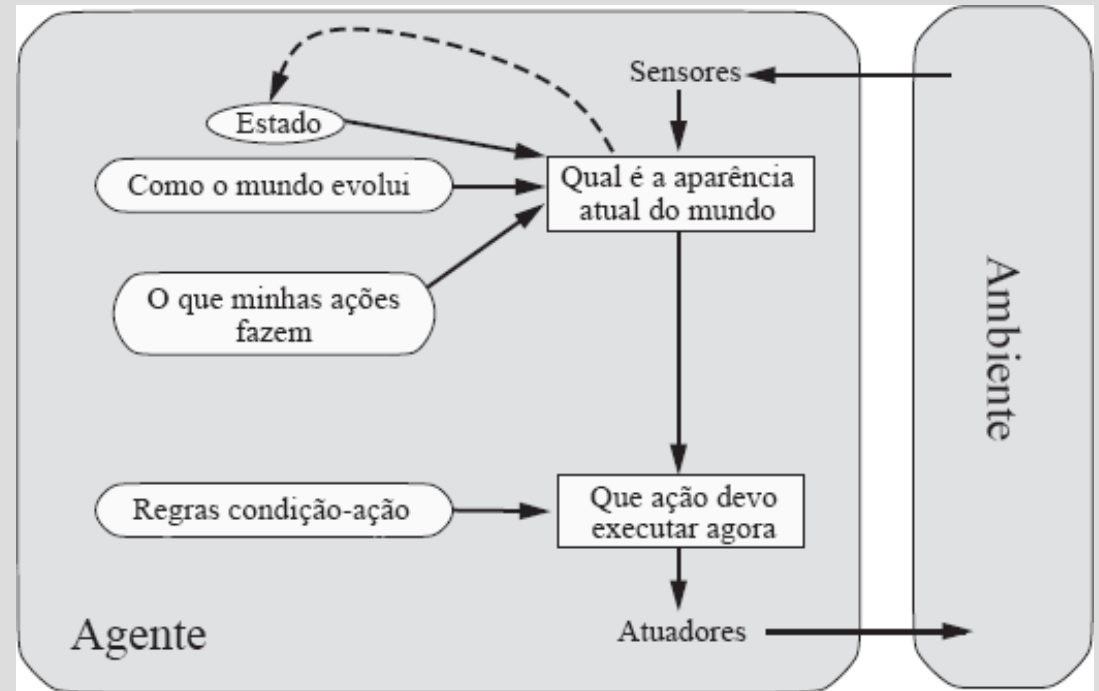 Sensores
Estado
Como o mundo evolui
Qual é a aparência
atual do mundo
O que minhas ações
fazem
Ambiente
Regras condição-ação
Que ação devo
executar agora
Agente
Atuadores